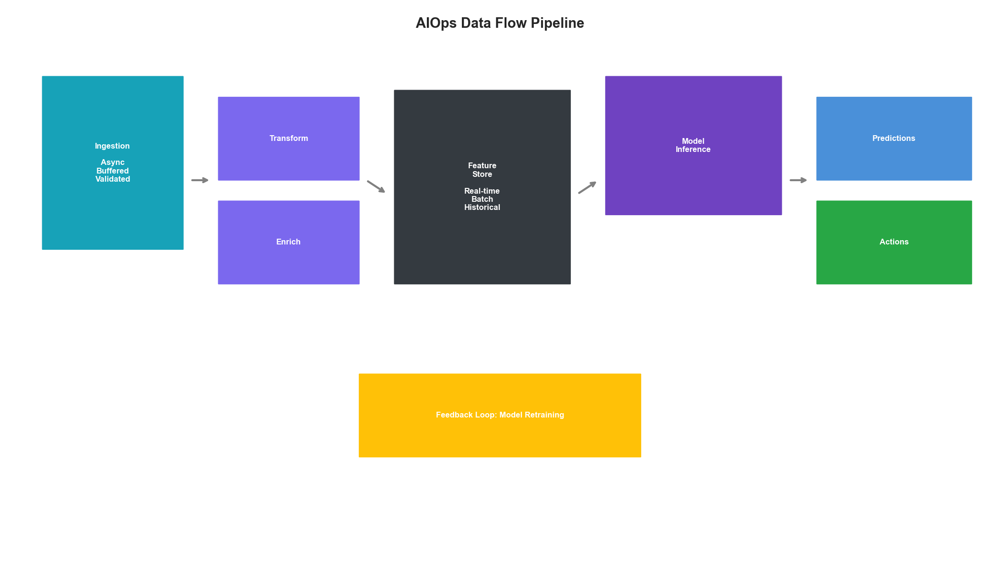 AIOps Data Flow Pipeline
Ingestion
Async
Buffered
Validated
Transform
Enrich
Feature
Store
Real-time
Batch
Historical
Model
Inference
Predictions
Actions
Feedback Loop: Model Retraining